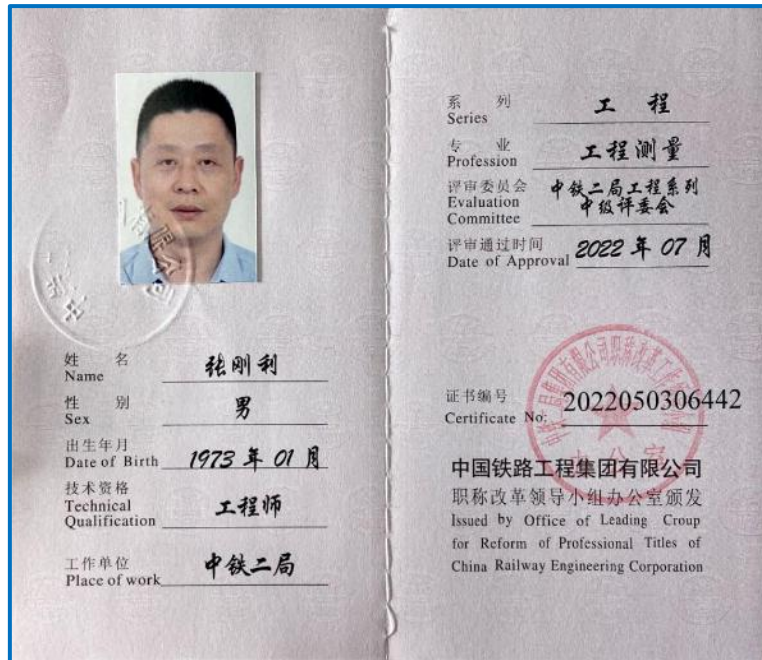 姓 名
Name
张刚利
性 别
Sex
男
出生年月
Date of Birth
1973 年 01 月
技术资格
Technical
Qualification
工程师
工作单位
Place of work
中铁二局
系 列
Series
工 程
专 业
Profession
工程测量
评审委员会
Evaluation
Committee
中铁二局工程系列
中级评委会
评审通过时间
Date of Approval
2022 年 07 月
证书编号
Certificate No:
2022050306442
中国铁路工程集团有限公司
职称改革领导小组办公室颁发
Issued by Office of Leading Croup
for Reform of Professional Titles of
China Railway Engineering Corporation
办公室